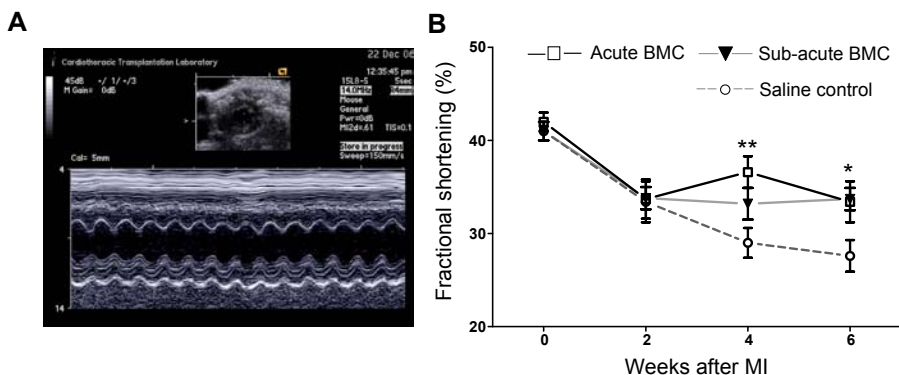 A
i Cardiothoracic Transplantation Laboratory
22 Dec 06
12:35:45 pm
45dB -/ 1/ -/3
M Gain= 0dB
15L8-S 5sec
14.0MHz
Mouse
General
Pwr=0dB
MI2d=.61 TIS=0.1
Store in progress
Sweep=150mm/s
Cal= 5mm
4
14
B
Acute BMC
Sub-acute BMC
Saline control
Fractional shortening (%)
50
40
30
20
**
*
0 2 4 6
Weeks after MI